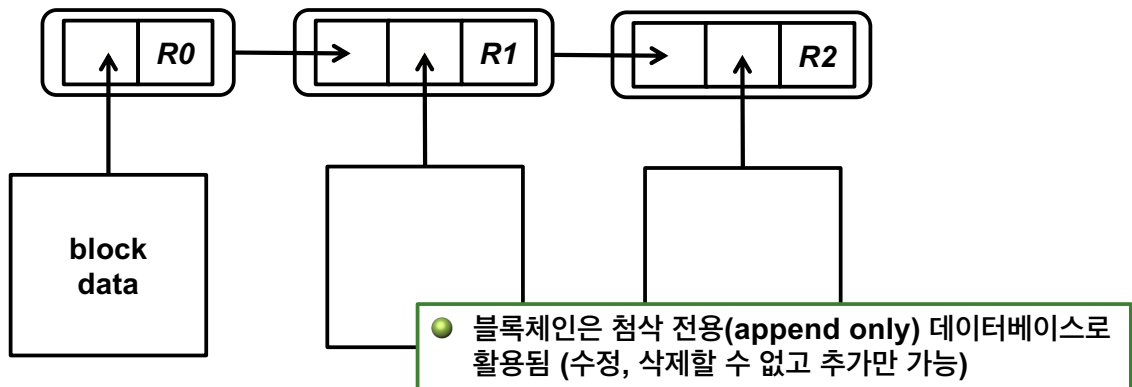 R0
R1
R2
block
data
블록체인은 첨삭 전용(append only) 데이터베이스로
활용됨 (수정, 삭제할 수 없고 추가만 가능)